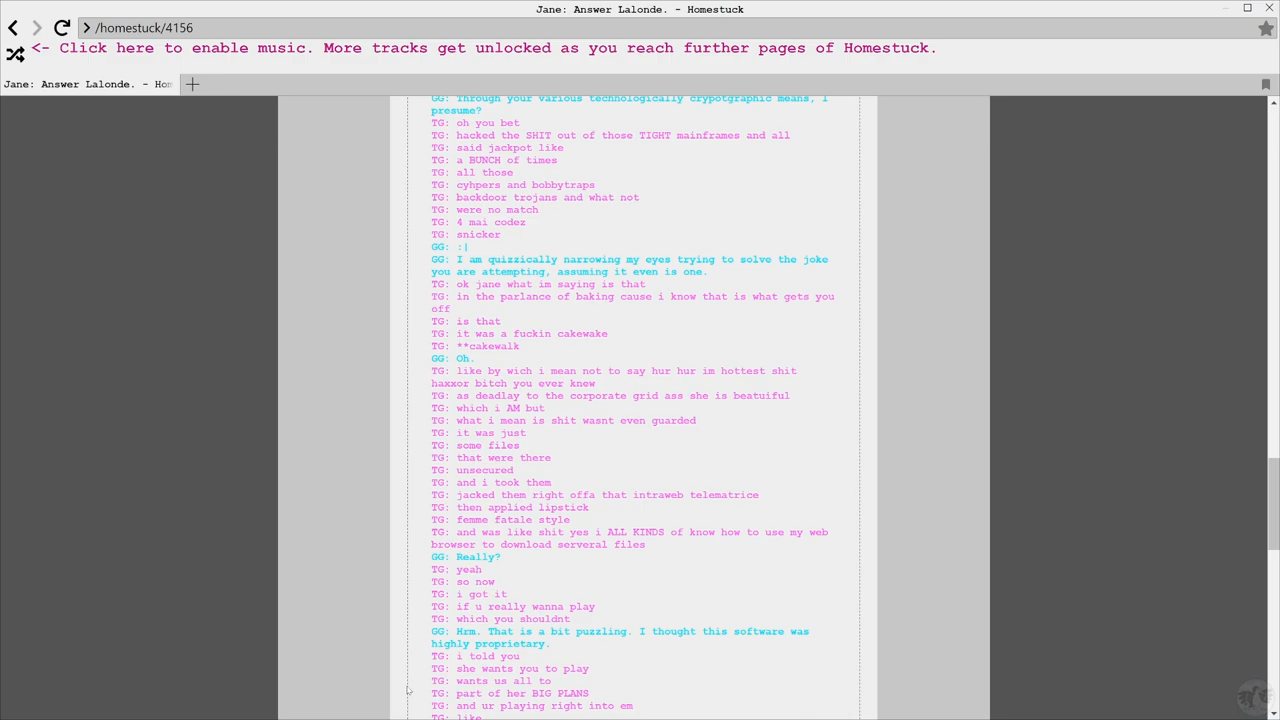 Jane: Answer Lalonde. - Homestuck
/homestuck/4156
<- Click here to enable music. More tracks get unlocked as you reach further pages of Homestuck.
Jane: Answer Lalonde. - Hom
GG: Through your various technologically crypotgraphic means, I
presume?
TG: oh you bet
TG: hacked the SHIT out of those TIGHT mainframes and all
TG: said jackpot like
TG: a BUNCH of times
TG: all those
TG: cyhpers and bobbytraps
TG: backdoor trojans and what not
TG: were no match
TG: 4 mai codez
TG: snicker
GG: :|
GG: I am quizzically narrowing my eyes trying to solve the joke
you are attempting, assuming it even is one.
TG: ok jane what im saying is that
TG: in the parlance of baking cause i know that is what gets you
off
TG: is that
TG: it was a fuckin cakewake
TG: **cakewalk
GG: Oh.
TG: like by wich i mean not to say hur hur im hottest shit
haxxor bitch you ever knew
TG: as deadlay to the corporate grid ass she is beatuiful
TG: which i AM but
TG: what i mean is shit wasnt even guarded
TG: it was just
TG: some files
TG: that were there
TG: unsecured
TG: and i took them
TG: jacked them right offa that intraweb telematrice
TG: then applied lipstick
TG: femme fatale style
TG: and was like shit yes i ALL KINDS of know how to use my web
browser to download serveral files
GG: Really?
TG: yeah
TG: so now
TG: i got it
TG: if u really wanna play
TG: which you shouldnt
GG: Hrm. That is a bit puzzling. I thought this software was
highly proprietary.
TG: i told you
TG: she wants you to play
TG: wants us all to
TG: part of her BIG PLANS
TG: and ur playing right into em
TG: like